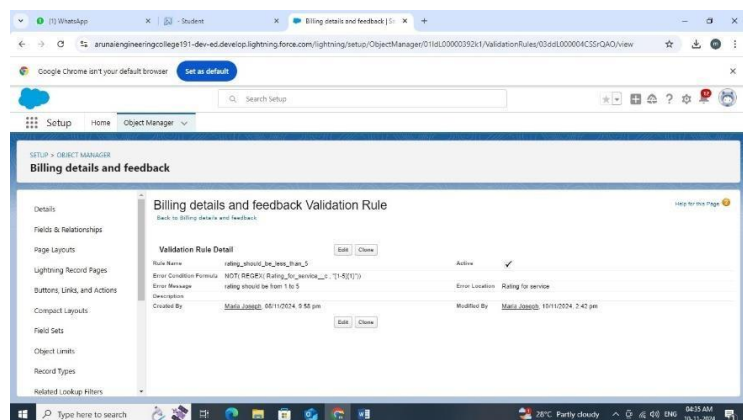 (1) WhatsApp
- Student
Billing details and feedback | S
arunaiengineeringcollege191-dev-ed.develop.lightning.force.com/lightning/setup/ObjectManager/01IdL00000392k1/ValidationRules/03ddL000004CSSrQAO/view
Google Chrome isn't your default browser
Set as default
Search Setup
Setup
Home
Object Manager
SETUP > OBJECT MANAGER
Billing details and feedback
Details
Fields & Relationships
Page Layouts
Lightning Record Pages
Buttons, Links, and Actions
Compact Layouts
Field Sets
Object Limits
Record Types
Related Lookup Filters
Billing details and feedback Validation Rule
Back to Billing details and feedback
Help for this Page
Validation Rule Detail
Edit
Clone
Rule Name rating_should_be_less_than_5
Active
Error Condition Formula NOT( REGEX( Rating_for_service__c , "[1-5]{1}"))
Error Message rating should be from 1 to 5
Error Location Rating for service
Description
Created By Maria Joseph, 08/11/2024, 9:58 pm
Modified By Maria Joseph, 10/11/2024, 2:42 pm
Edit
Clone
Type here to search
28°C Partly cloudy
ENG
04:35 AM
10-11-2024